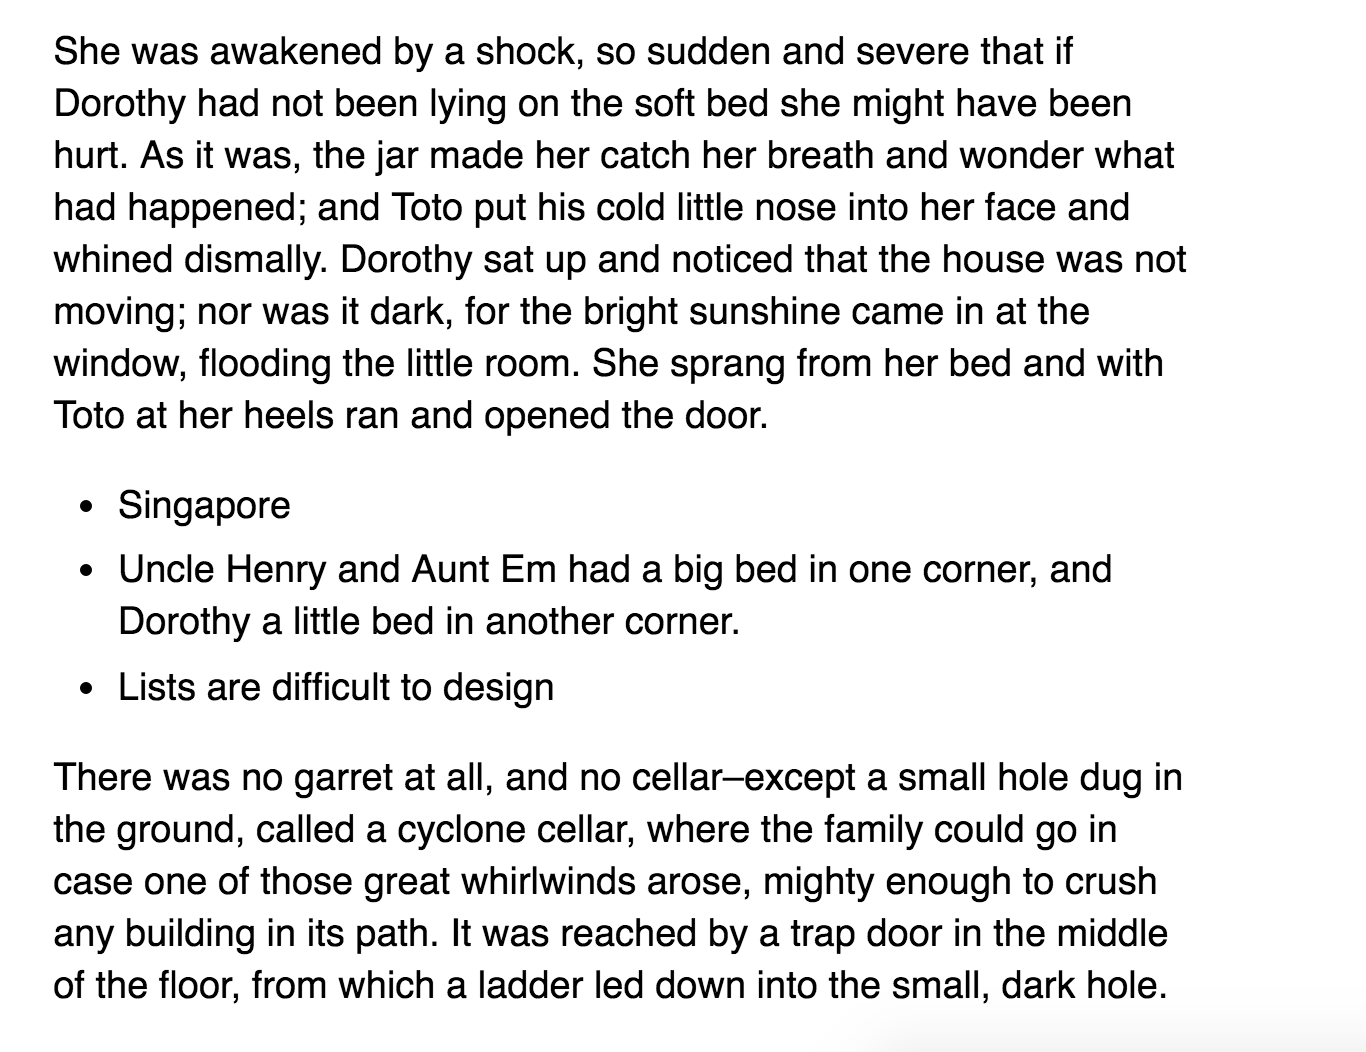 She was awakened by a shock, so sudden and severe that if
Dorothy had not been lying on the soft bed she might have been
hurt. As it was, the jar made her catch her breath and wonder what
had happened; and Toto put his cold little nose into her face and
whined dismally. Dorothy sat up and noticed that the house was not
moving; nor was it dark, for the bright sunshine came in at the
window, flooding the little room. She sprang from her bed and with
Toto at her heels ran and opened the door.
• Singapore
• Uncle Henry and Aunt Em had a big bed in one corner, and
Dorothy a little bed in another corner.
• Lists are difficult to design
There was no garret at all, and no cellar–except a small hole dug in
the ground, called a cyclone cellar, where the family could go in
case one of those great whirlwinds arose, mighty enough to crush
any building in its path. It was reached by a trap door in the middle
of the floor, from which a ladder led down into the small, dark hole.